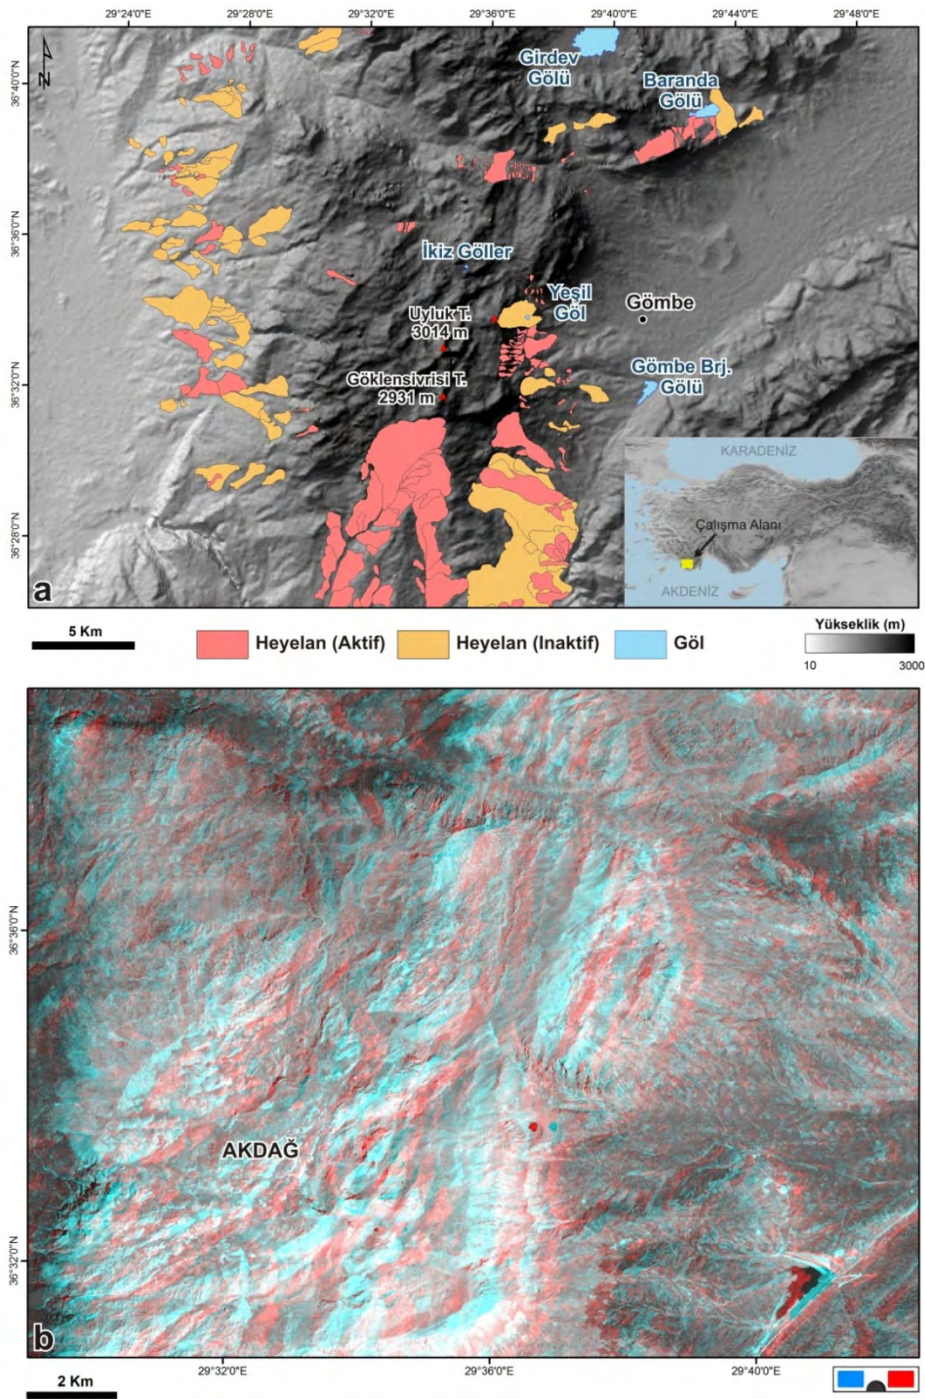 29°24'0"E 29°28'0"E 29°32'0"E 29°36'0"E 29°40'0"E 29°44'0"E 29°48'0"E
36°40'0"N
36°36'0"N
36°32'0"N
36°28'0"N
Z
Girdev
Gölü
Baranda
Gölü
İkiz Göller
Yeşil
Göl
Gömbe
Uyluk T.
3014 m
Gömbe Brj.
Gölü
Göklensivrisi T.
2931 m
KARADENİZ
Çalışma Alanı
AKDENİZ
a
5 Km
Heyelan (Aktif)
Heyelan (Inaktif)
Göl
Yükseklik (m)
10 3000
36°36'0"N
36°32'0"N
AKDAĞ
b
29°32'0"E 29°36'0"E 29°40'0"E
2 Km